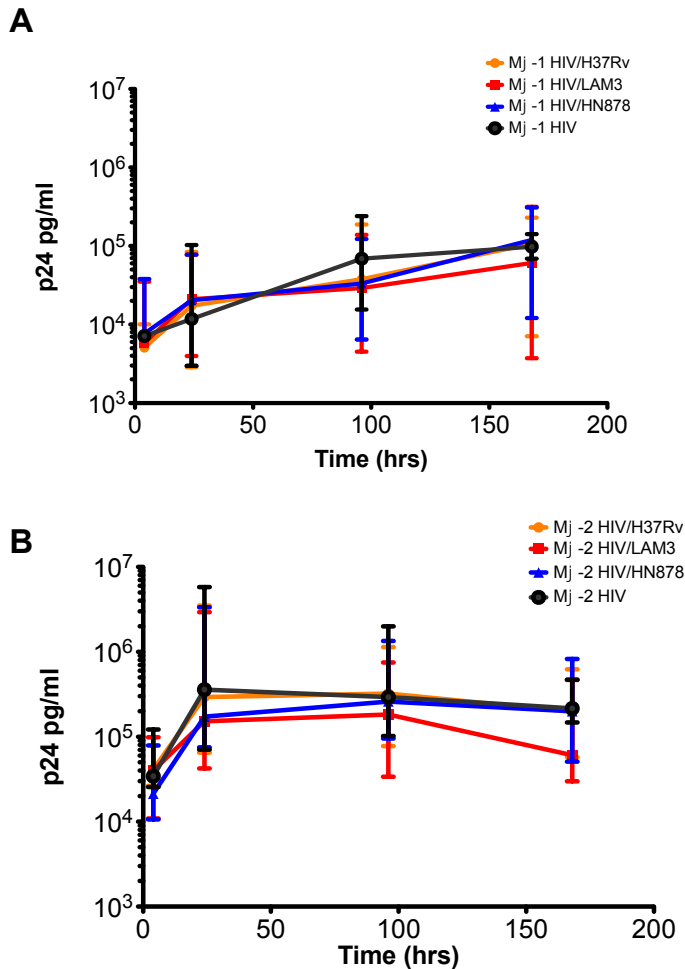 A
Mj -1 HIV/H37Rv
Mj -1 HIV/LAM3
Mj -1 HIV/HN878
Mj -1 HIV
p24 pg/ml
10⁷
10⁶
10⁵
10⁴
10³
0 50 100 150 200
Time (hrs)
B
Mj -2 HIV/H37Rv
Mj -2 HIV/LAM3
Mj -2 HIV/HN878
Mj -2 HIV
p24 pg/ml
10⁷
10⁶
10⁵
10⁴
10³
0 50 100 150 200
Time (hrs)